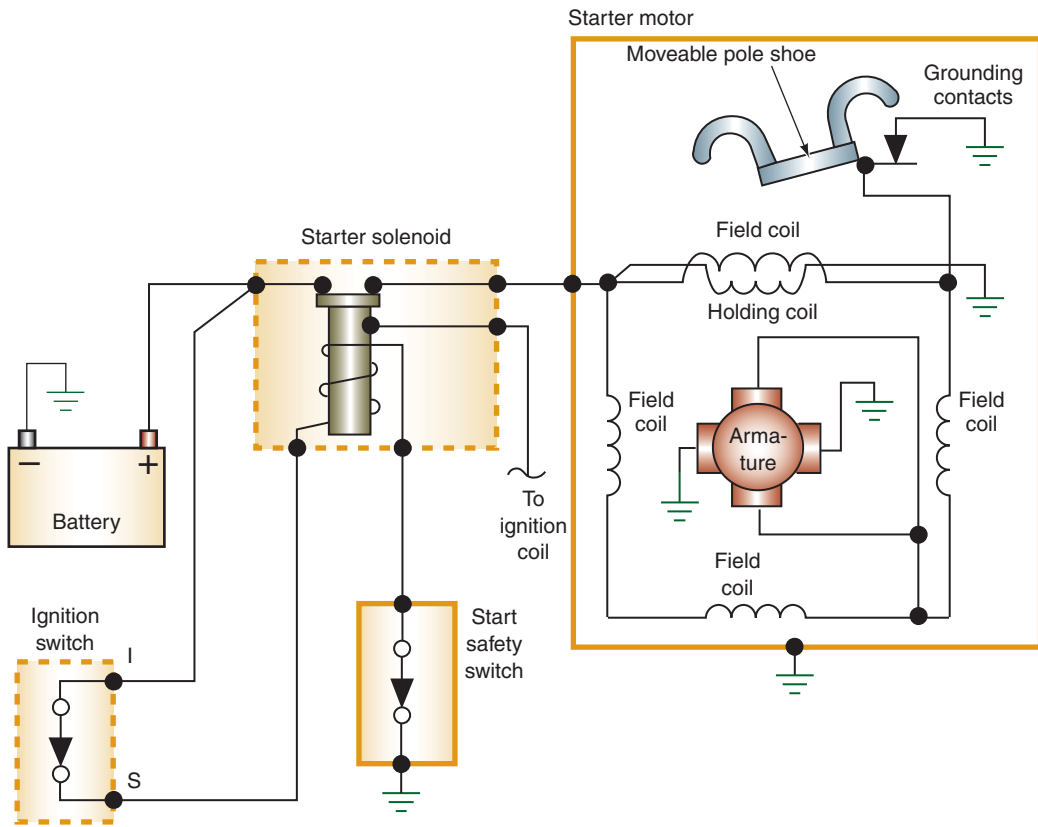 Starter motor
Moveable pole shoe
Grounding
contacts
Starter solenoid
Field coil
Holding coil
Field
coil
Arma-
ture
Field
coil
Battery
To
ignition
coil
Field
coil
Ignition
switch
I
S
Start
safety
switch